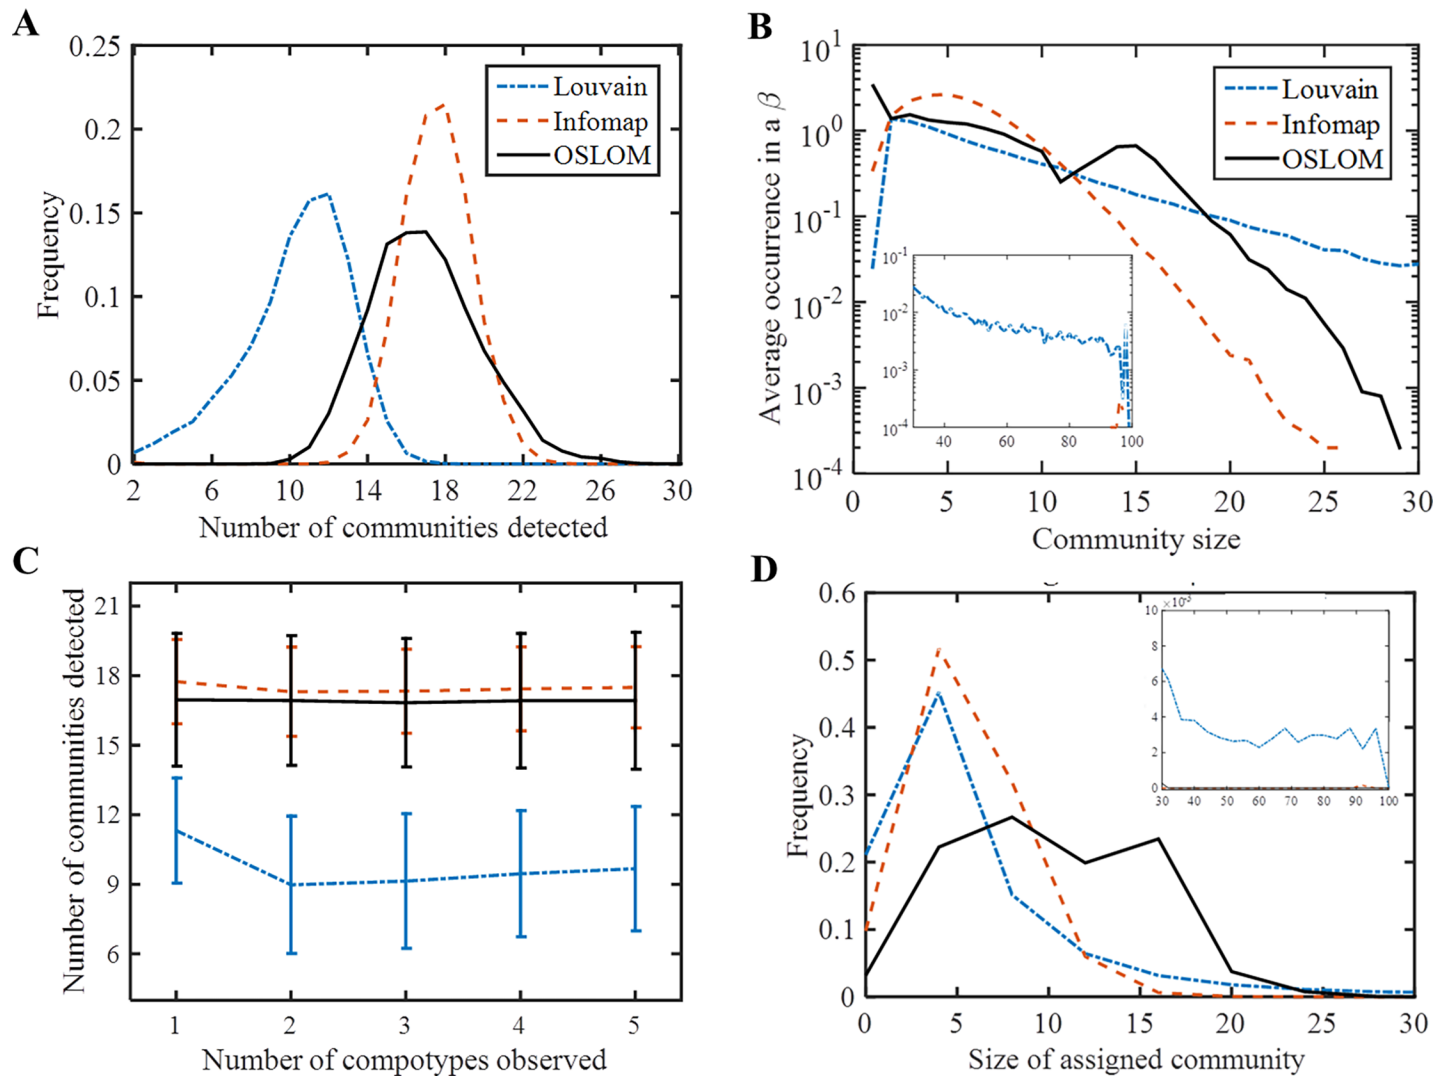 A
0.25
0.2
0.15
0.1
0.05
0
Frequency
Louvain
Infomap
OSLOM
2 6 10 14 18 22 26 30
Number of communities detected
B
10^1
10^0
10^-1
10^-2
10^-3
10^-4
Average occurrence in a β
Louvain
Infomap
OSLOM
10^-1
10^-2
10^-3
10^-4
40 60 80 100
0 5 10 15 20 25 30
Community size
C
21
18
15
12
9
6
Number of communities detected
1 2 3 4 5
Number of compotypes observed
D
0.6
0.5
0.4
0.3
0.2
0.1
0
Frequency
10
8
6
4
2
0
30 40 50 60 70 80 90 100
0 5 10 15 20 25 30
Size of assigned community